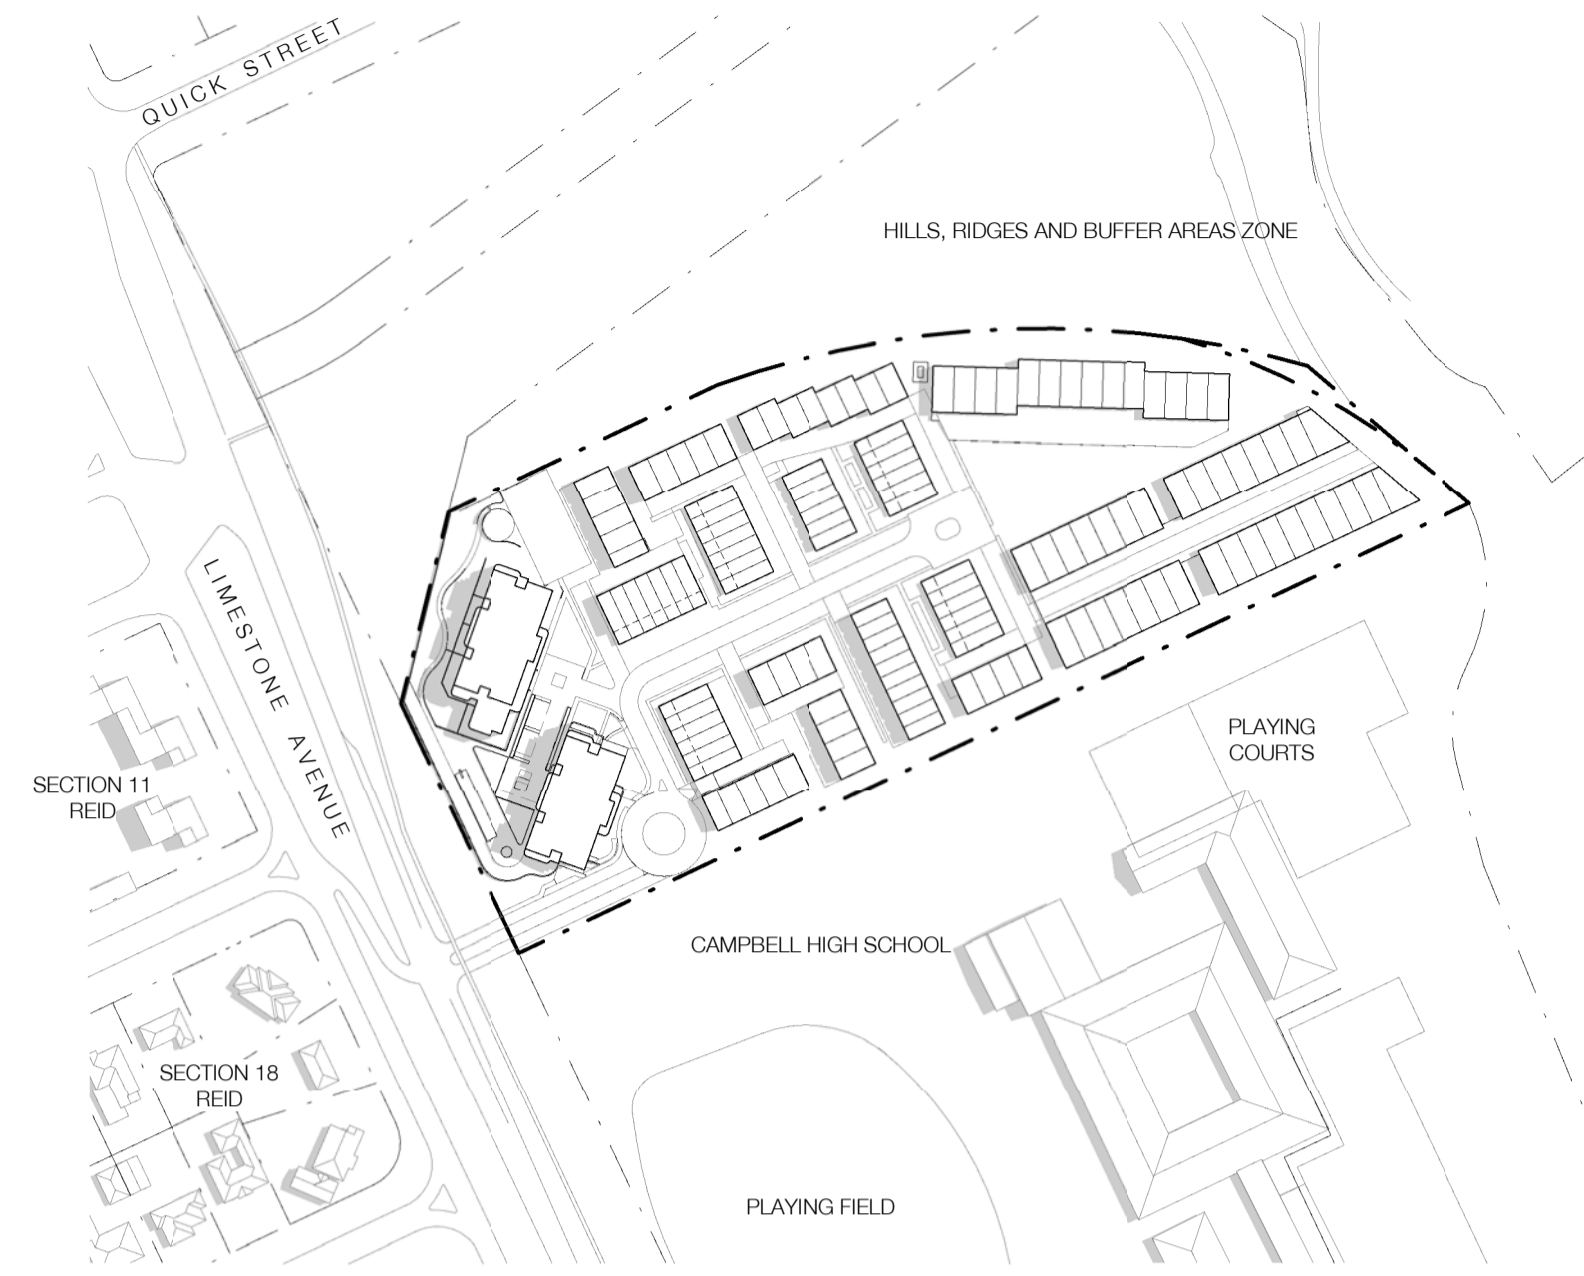 QUICK STREET
HILLS, RIDGES AND BUFFER AREAS ZONE
LIMESTONE AVENUE
PLAYING
COURTS
SECTION 11
REID
CAMPBELL HIGH SCHOOL
SECTION 18
REID
PLAYING FIELD